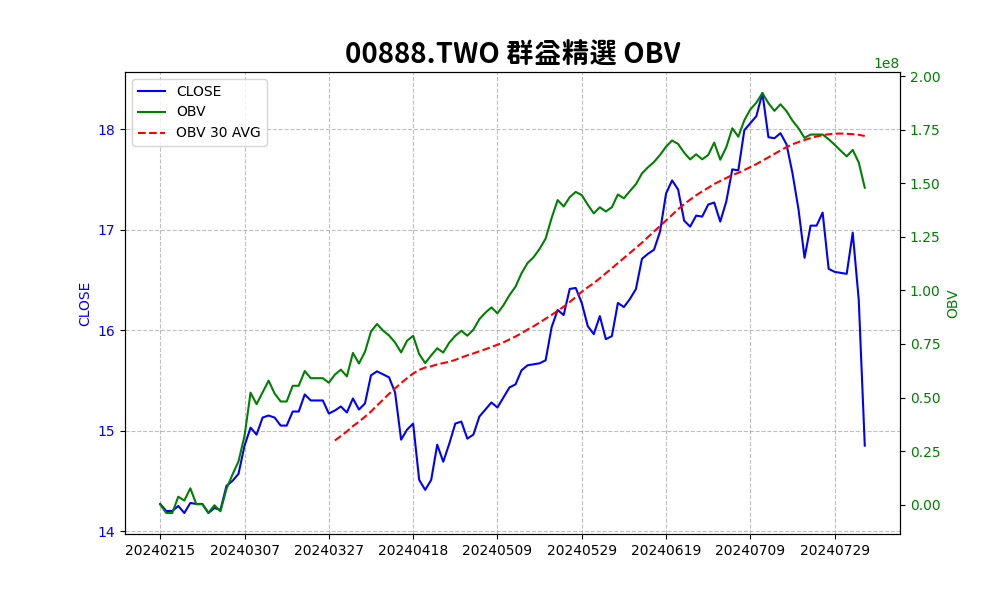 00888.TWO 群益精選 OBV
1e8
CLOSE
OBV
OBV 30 AVG
CLOSE
18
17
16
15
14
2.00
1.75
1.50
1.25
1.00
0.75
0.50
0.25
0.00
OBV
20240215 20240307 20240327 20240418 20240509 20240529 20240619 20240709 20240729